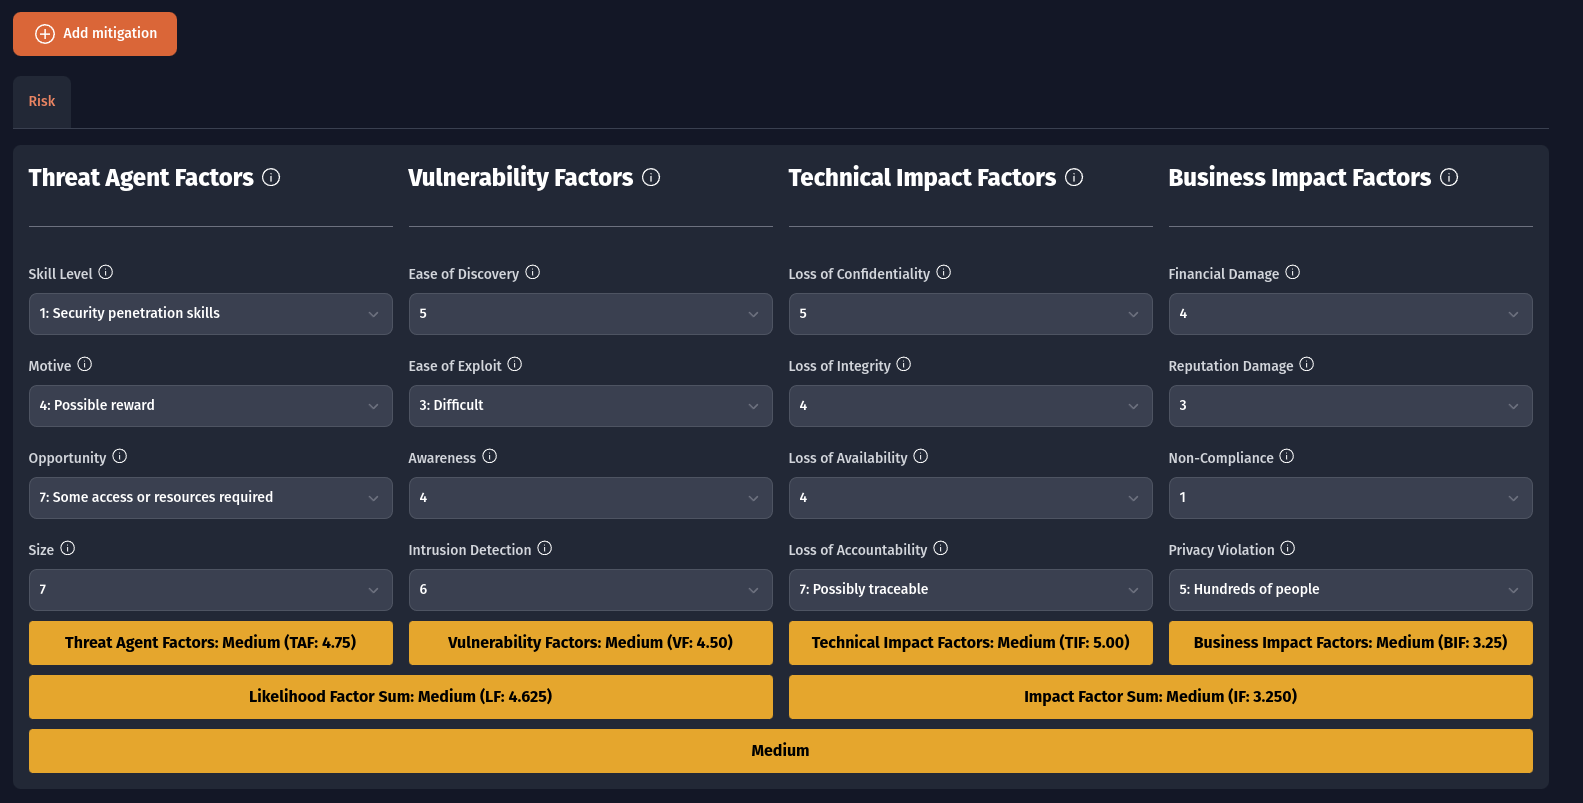 Add mitigation
Risk
Threat Agent Factors
Vulnerability Factors
Technical Impact Factors
Business Impact Factors
Skill Level
Ease of Discovery
Loss of Confidentiality
Financial Damage
1: Security penetration skills
5
5
4
Motive
Ease of Exploit
Loss of Integrity
Reputation Damage
4: Possible reward
3: Difficult
4
3
Opportunity
Awareness
Loss of Availability
Non-Compliance
7: Some access or resources required
4
4
1
Size
Intrusion Detection
Loss of Accountability
Privacy Violation
7
6
7: Possibly traceable
5: Hundreds of people
Threat Agent Factors: Medium (TAF: 4.75)
Vulnerability Factors: Medium (VF: 4.50)
Technical Impact Factors: Medium (TIF: 5.00)
Business Impact Factors: Medium (BIF: 3.25)
Likelihood Factor Sum: Medium (LF: 4.625)
Impact Factor Sum: Medium (IF: 3.250)
Medium